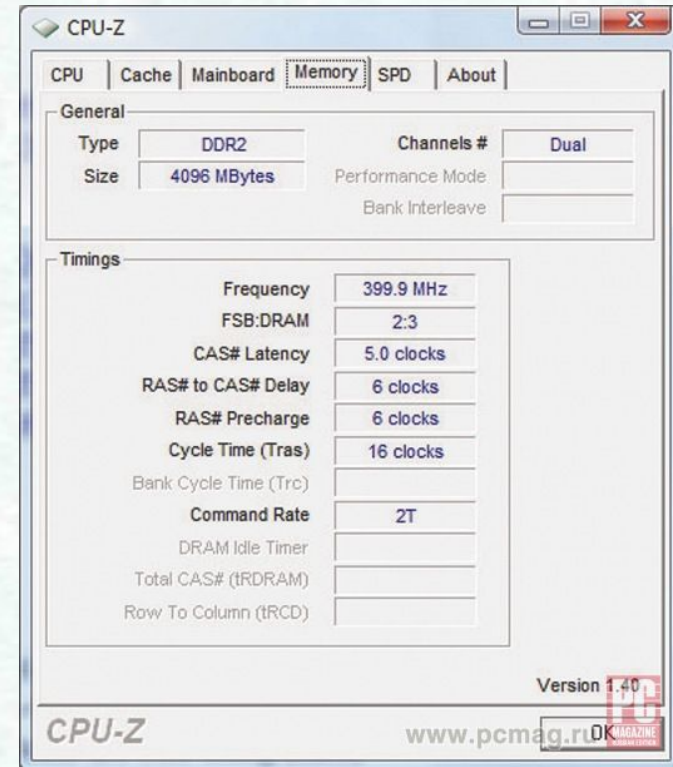 CPU-Z
CPU Cache Mainboard Memory SPD About
General
Type DDR2 Channels # Dual
Size 4096 MBytes Performance Mode
Bank Interleave
Timings
Frequency 399.9 MHz
FSB:DRAM 2:3
CAS# Latency 5.0 clocks
RAS# to CAS# Delay 6 clocks
RAS# Precharge 6 clocks
Cycle Time (Tras) 16 clocks
Bank Cycle Time (Trc)
Command Rate 2T
DRAM Idle Timer
Total CAS# (tRDRAM)
Row To Column (tRCD)
Version 1.40
CPU-Z
OK
www.pcmag.ru
PC
MAGAZINE
RUSSIAN EDITION